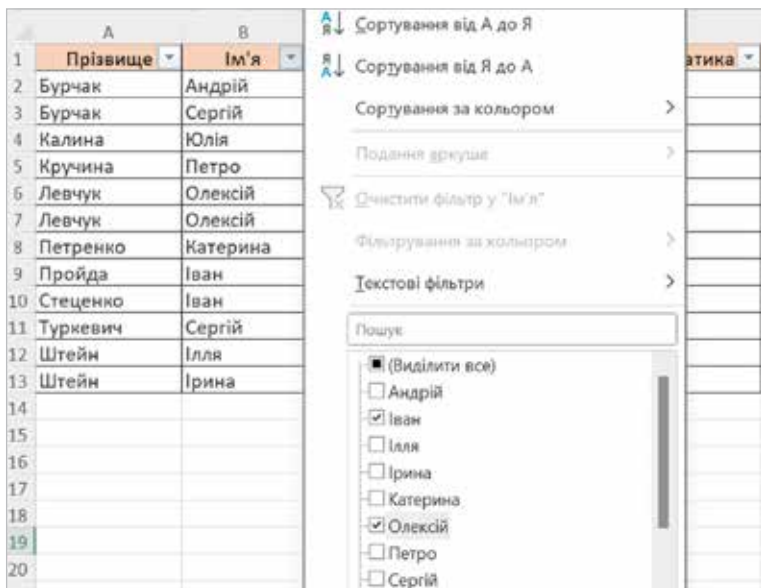 A B
1 Прізвище Ім'я атика
2 Бурчак Андрій
3 Бурчак Сергій
4 Калина Юлія
5 Кручина Петро
6 Левчук Олексій
7 Левчук Олексій
8 Петренко Катерина
9 Пройда Іван
10 Стеценко Іван
11 Туркевич Сергій
12 Штейн Ілля
13 Штейн Ірина
14
15
16
17
18
19
20
Сортування від А до Я
Сортування від Я до А
Сортування за кольором
Подання аркуша
Очистити фільтр у "Ім'я"
Фільтрування за кольором
Текстові фільтри
Пошук
(Виділити все)
Андрій
Іван
Ілля
Ірина
Катерина
Олексій
Петро
Сергій